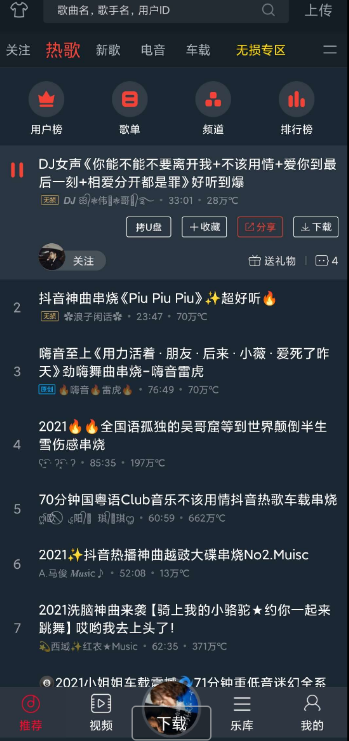 歌曲名，歌手名，用户ID
上传
关注 热歌 新歌 电音 车载 无损专区
用户榜 歌单 频道 排行榜
DJ女声《你能不能不要离开我+不该用情+爱你到最
后一刻+相爱分开都是罪》好听到爆
无损 DJ 33:01 · 28万℃
拷U盘 +收藏 分享 下载
关注 送礼物 4
2 抖音神曲串烧《Piu Piu Piu》✨超好听🔥
无损 浪子闲话 · 23:47 · 70万℃
3 嗨音至上《用力活着 · 朋友 · 后来 · 小薇 · 爱死了昨
天》劲嗨舞曲串烧-嗨音雷虎
原创 🔥嗨音🔥雷虎🔥 · 76:49 · 70万℃
4 2021🔥🔥全国语孤独的吴哥窟等到世界颠倒半生
雪伤感串烧
85:35 · 197万℃
5 70分钟国粤语Club音乐不该用情抖音热歌车载串烧
60:59 · 662万℃
6 2021✨抖音热播神曲越鼓大碟串烧No2.Muisc
A.马俊 Music♪ · 52:08 · 13万℃
7 2021洗脑神曲来袭【骑上我的小骆驼★约你一起来
跳舞】哎哟我去上头了!
💫西域✨红衣★Music · 62:35 · 371万℃
2021小姐姐车载震撼🌀71分钟重低音迷幻全系
推荐 视频 下载 乐库 我的